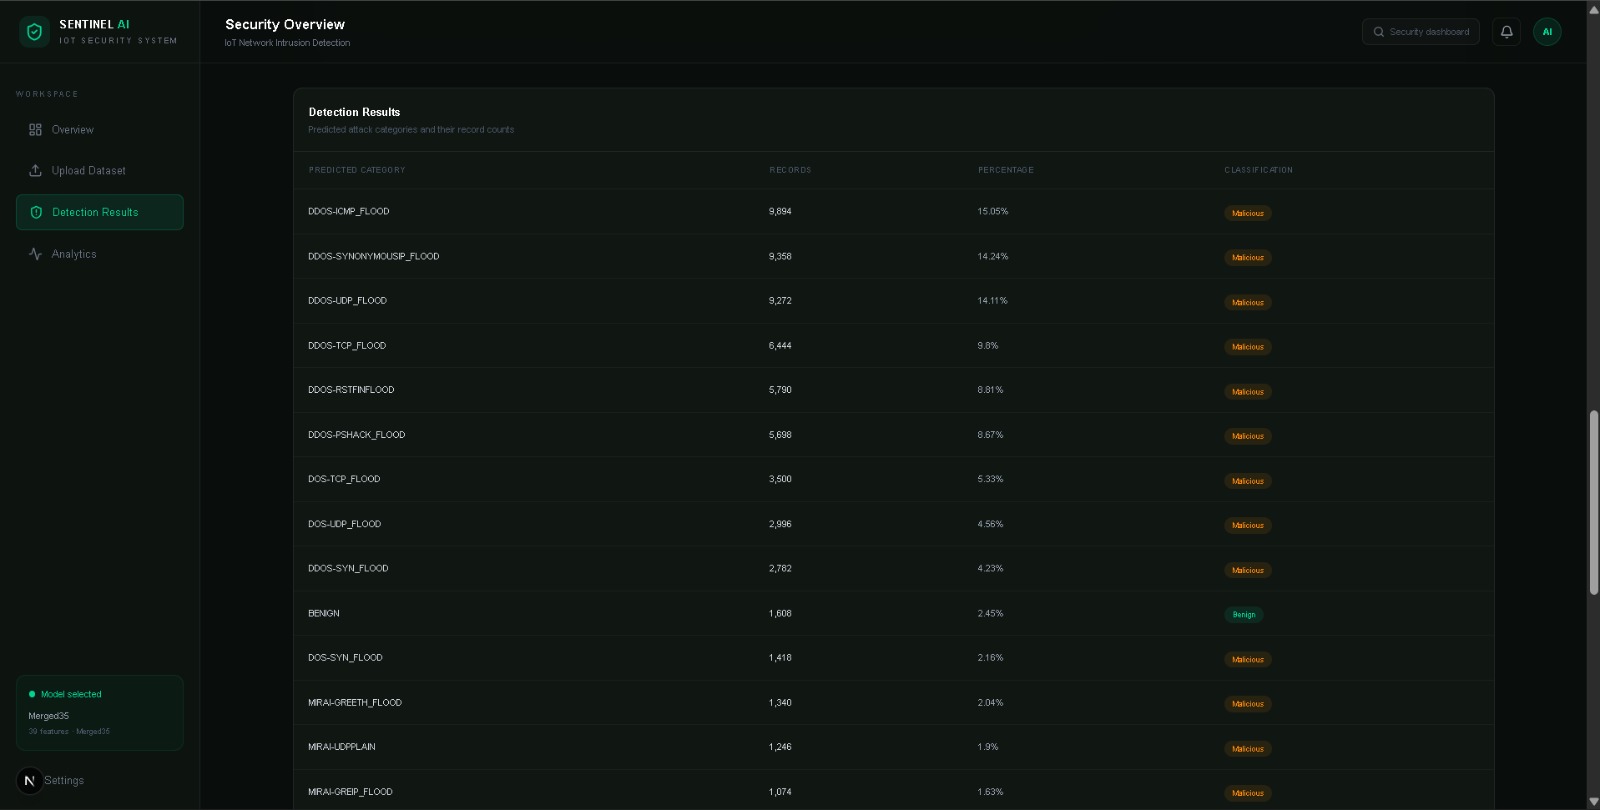 SENTINEL AI
IOT SECURITY SYSTEM
Security Overview
IoT Network Intrusion Detection
Security dashboard
AI
WORKSPACE
Overview
Upload Dataset
Detection Results
Analytics
Detection Results
Predicted attack categories and their record counts
PREDICTED CATEGORY RECORDS PERCENTAGE CLASSIFICATION
DDOS-ICMP_FLOOD 9,894 15.05% Malicious
DDOS-SYNONYMOUSIP_FLOOD 9,358 14.24% Malicious
DDOS-UDP_FLOOD 9,272 14.11% Malicious
DDOS-TCP_FLOOD 6,444 9.8% Malicious
DDOS-RSTFINFLOOD 5,790 8.81% Malicious
DDOS-PSHACK_FLOOD 5,698 8.67% Malicious
DOS-TCP_FLOOD 3,500 5.33% Malicious
DOS-UDP_FLOOD 2,996 4.56% Malicious
DDOS-SYN_FLOOD 2,782 4.23% Malicious
BENIGN 1,608 2.45% Benign
DOS-SYN_FLOOD 1,418 2.16% Malicious
MIRAI-GREETH_FLOOD 1,340 2.04% Malicious
MIRAI-UDPPLAIN 1,246 1.9% Malicious
MIRAI-GREIP_FLOOD 1,074 1.63% Malicious
Model selected
Merged35
39 features · Merged35
N Settings